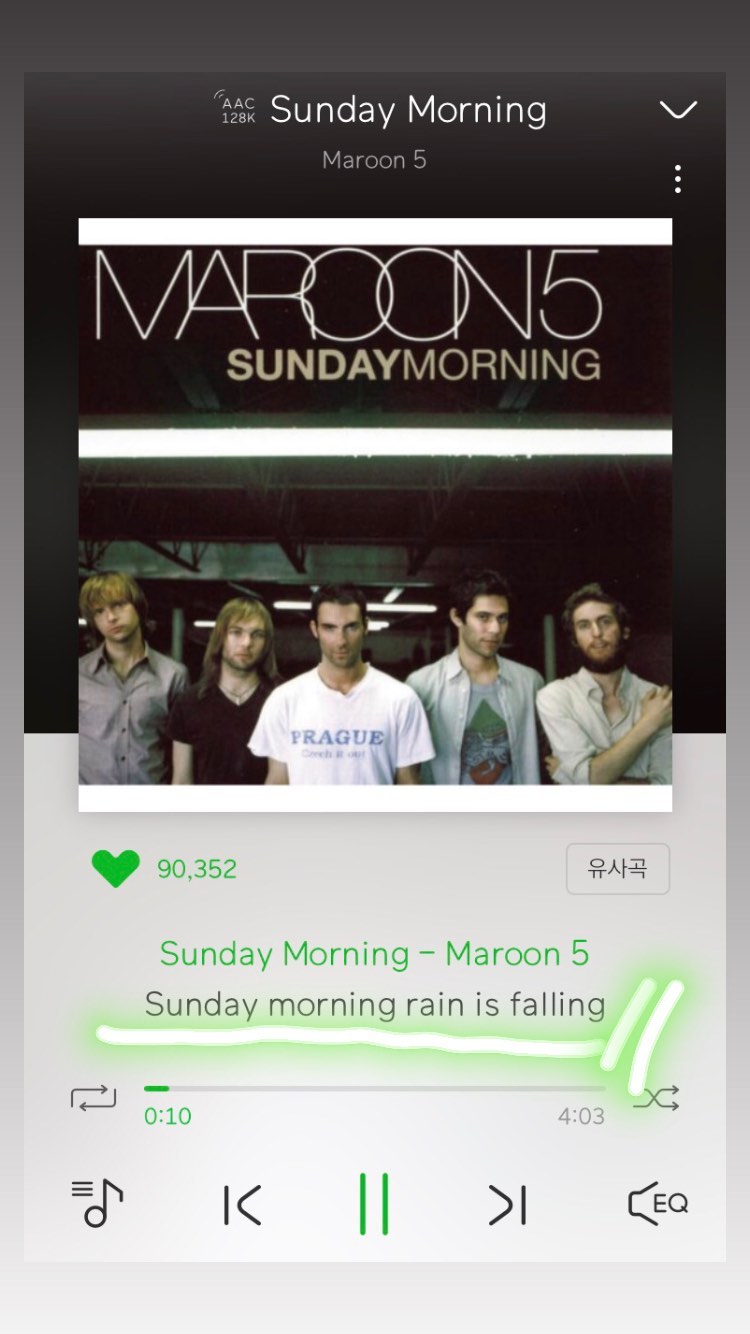 AAC
128K
Sunday Morning
Maroon 5
MAROON5
SUNDAYMORNING
PRAGUE
Czech it out
90,352
유사곡
Sunday Morning – Maroon 5
Sunday morning rain is falling
0:10
4:03
EQ